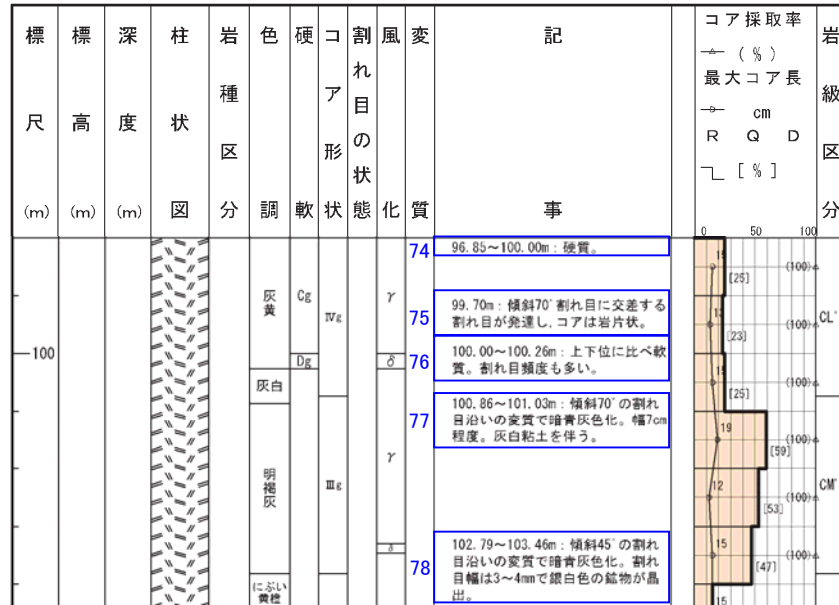 標尺(m)
標高(m)
深度(m)
柱状図
岩種区分
色調
硬軟
コア形状
割れ目の状態
風化
変質
記事
コア採取率
(%)
最大コア長
cm
RQD
[%]
岩級区分
0 50 100
100
灰黄
灰白
明褐灰
にぶい
黄橙
Cg
Dg
Ⅳg
Ⅲg
γ
δ
γ
δ
74
96.85～100.00m：硬質。
75
99.70m：傾斜70°割れ目に交差する
割れ目が発達し、コアは岩片状。
76
100.00～100.26m：上下位に比べ軟
質。割れ目頻度も多い。
77
100.86～101.03m：傾斜70°の割れ
目沿いの変質で暗青灰色化。幅7cm
程度。灰白粘土を伴う。
78
102.79～103.46m：傾斜45°の割れ
目沿いの変質で暗青灰色化。割れ
目幅は3～4mmで銀白色の鉱物が晶
出。
(100)
[25]
(100)
[23]
(100)
[25]
19
(100)
[59]
12
(100)
[53]
15
(100)
[47]
15
CL'
CM'